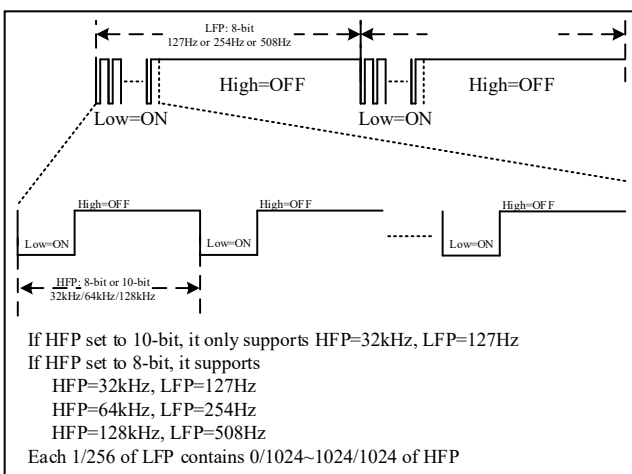 LFP: 8-bit
127Hz or 254Hz or 508Hz
High=OFF
High=OFF
Low=ON
Low=ON
High=OFF
High=OFF
Low=ON
Low=ON
Low=ON
HFP: 8-bit or 10-bit
32kHz/64kHz/128kHz
If HFP set to 10-bit, it only supports HFP=32kHz, LFP=127Hz
If HFP set to 8-bit, it supports
HFP=32kHz, LFP=127Hz
HFP=64kHz, LFP=254Hz
HFP=128kHz, LFP=508Hz
Each 1/256 of LFP contains 0/1024~1024/1024 of HFP